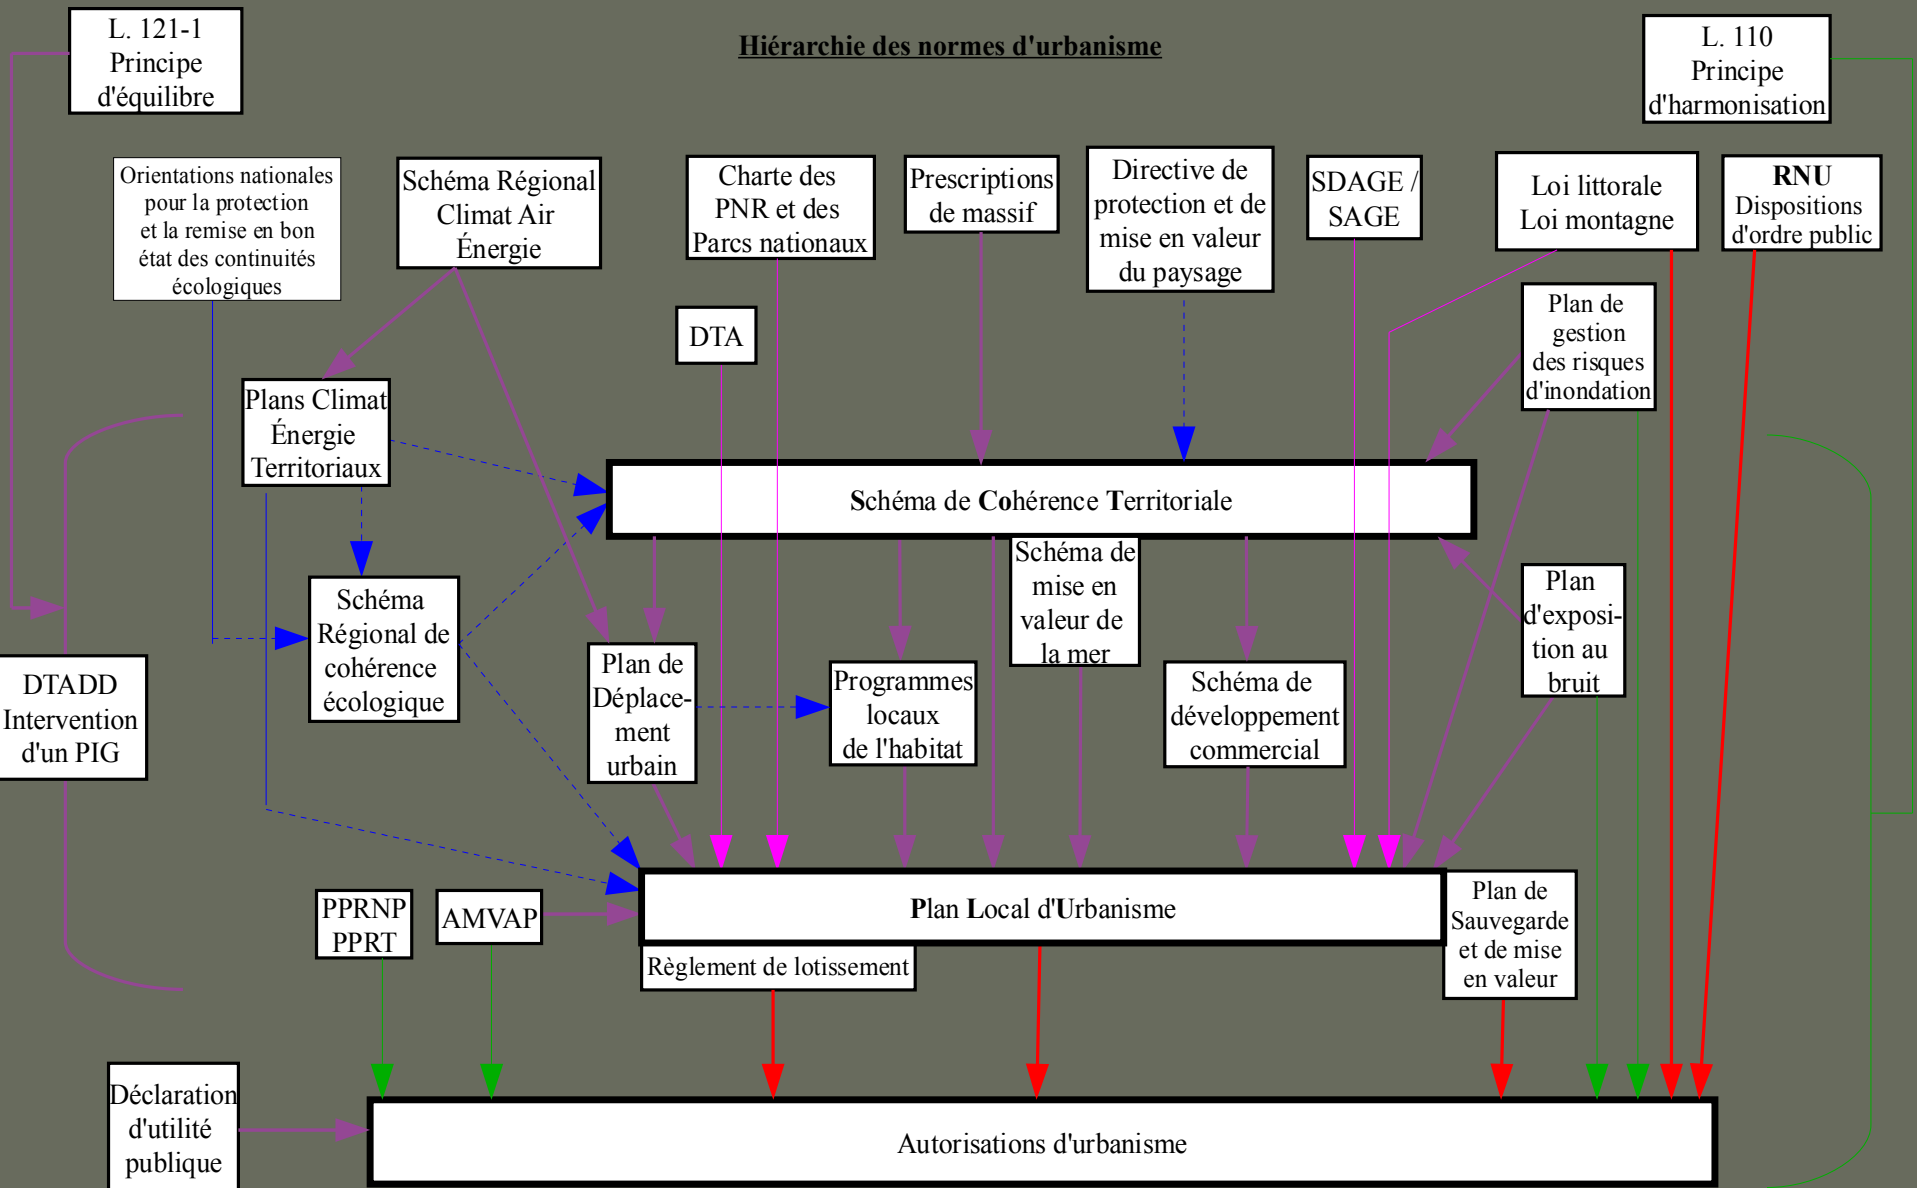 Hiérarchie des normes d'urbanisme
L. 121-1
Principe
d'équilibre
L. 110
Principe
d'harmonisation
Orientations nationales
pour la protection
et la remise en bon
état des continuités
écologiques
Schéma Régional
Climat Air
Énergie
Charte des
PNR et des
Parcs nationaux
Prescriptions
de massif
Directive de
protection et de
mise en valeur
du paysage
SDAGE /
SAGE
Loi littorale
Loi montagne
RNU
Dispositions
d'ordre public
DTA
Plan de
gestion
des risques
d'inondation
Plans Climat
Énergie
Territoriaux
Schéma de Cohérence Territoriale
Schéma
Régional de
cohérence
écologique
Schéma de
mise en
valeur de
la mer
Plan
d'exposi-
tion au
bruit
DTADD
Intervention
d'un PIG
Plan de
Déplace-
ment
urbain
Programmes
locaux
de l'habitat
Schéma de
développement
commercial
PPRNP
PPRT
AMVAP
Plan Local d'Urbanisme
Plan de
Sauvegarde
et de mise
en valeur
Règlement de lotissement
Déclaration
d'utilité
publique
Autorisations d'urbanisme